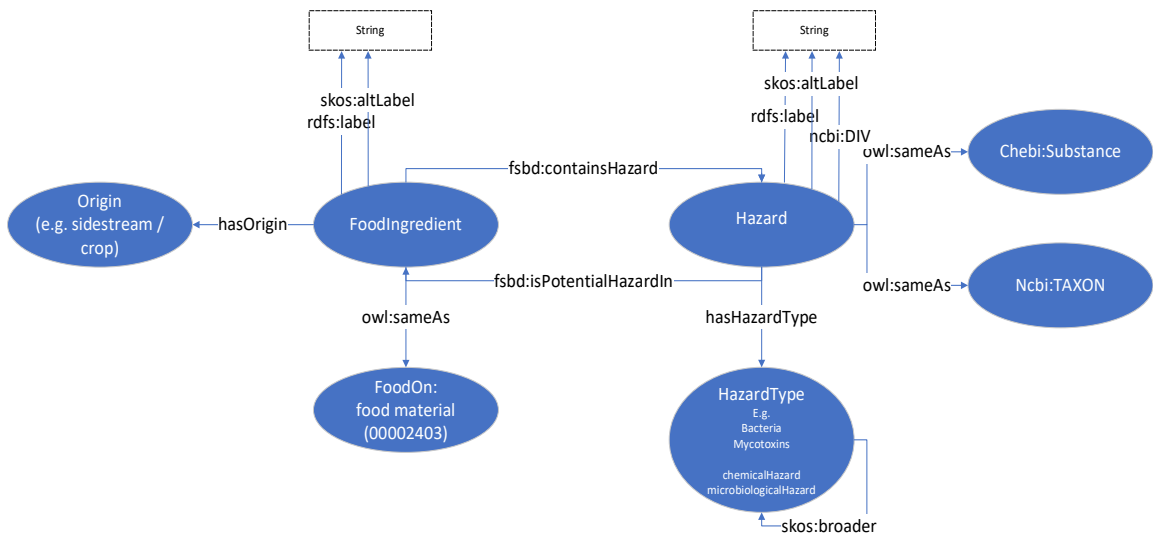 String
String
skos:altLabel
rdfs:label
skos:altLabel
rdfs:label
ncbi:DIV
owl:sameAs
Chebi:Substance
fsbd:containsHazard
Origin
(e.g. sidestream /
crop)
hasOrigin
FoodIngredient
Hazard
fsbd:isPotentialHazardIn
owl:sameAs
Ncbi:TAXON
owl:sameAs
hasHazardType
FoodOn:
food material
(00002403)
HazardType
E.g.
Bacteria
Mycotoxins
chemicalHazard
microbiologicalHazard
skos:broader